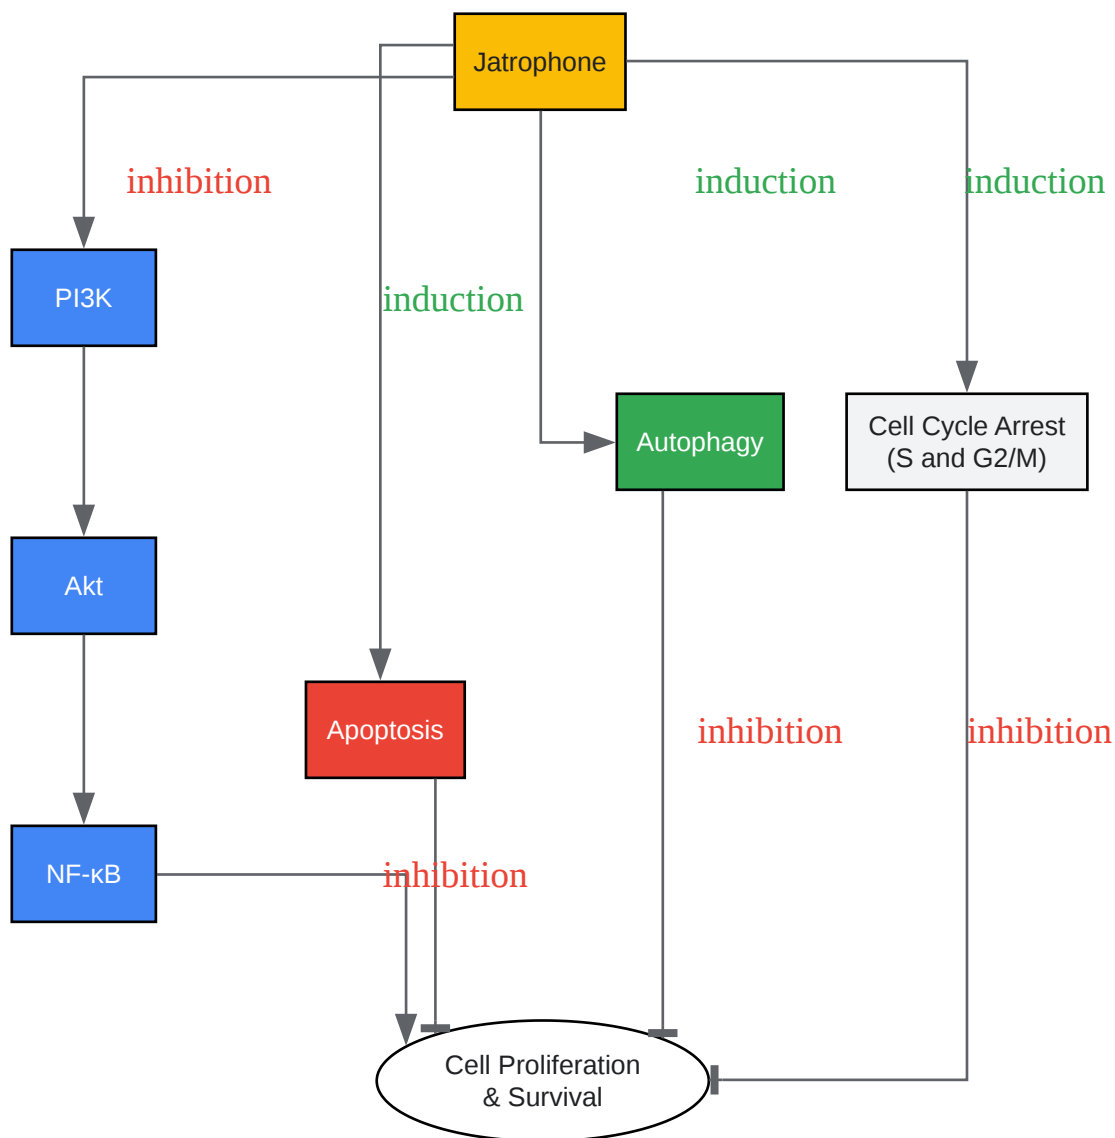 Jatrophone
inhibition
induction
induction
PI3K
induction
Autophagy
Cell Cycle Arrest
(S and G2/M)
Akt
Apoptosis
inhibition
inhibition
NF-κB
inhibition
Cell Proliferation
& Survival